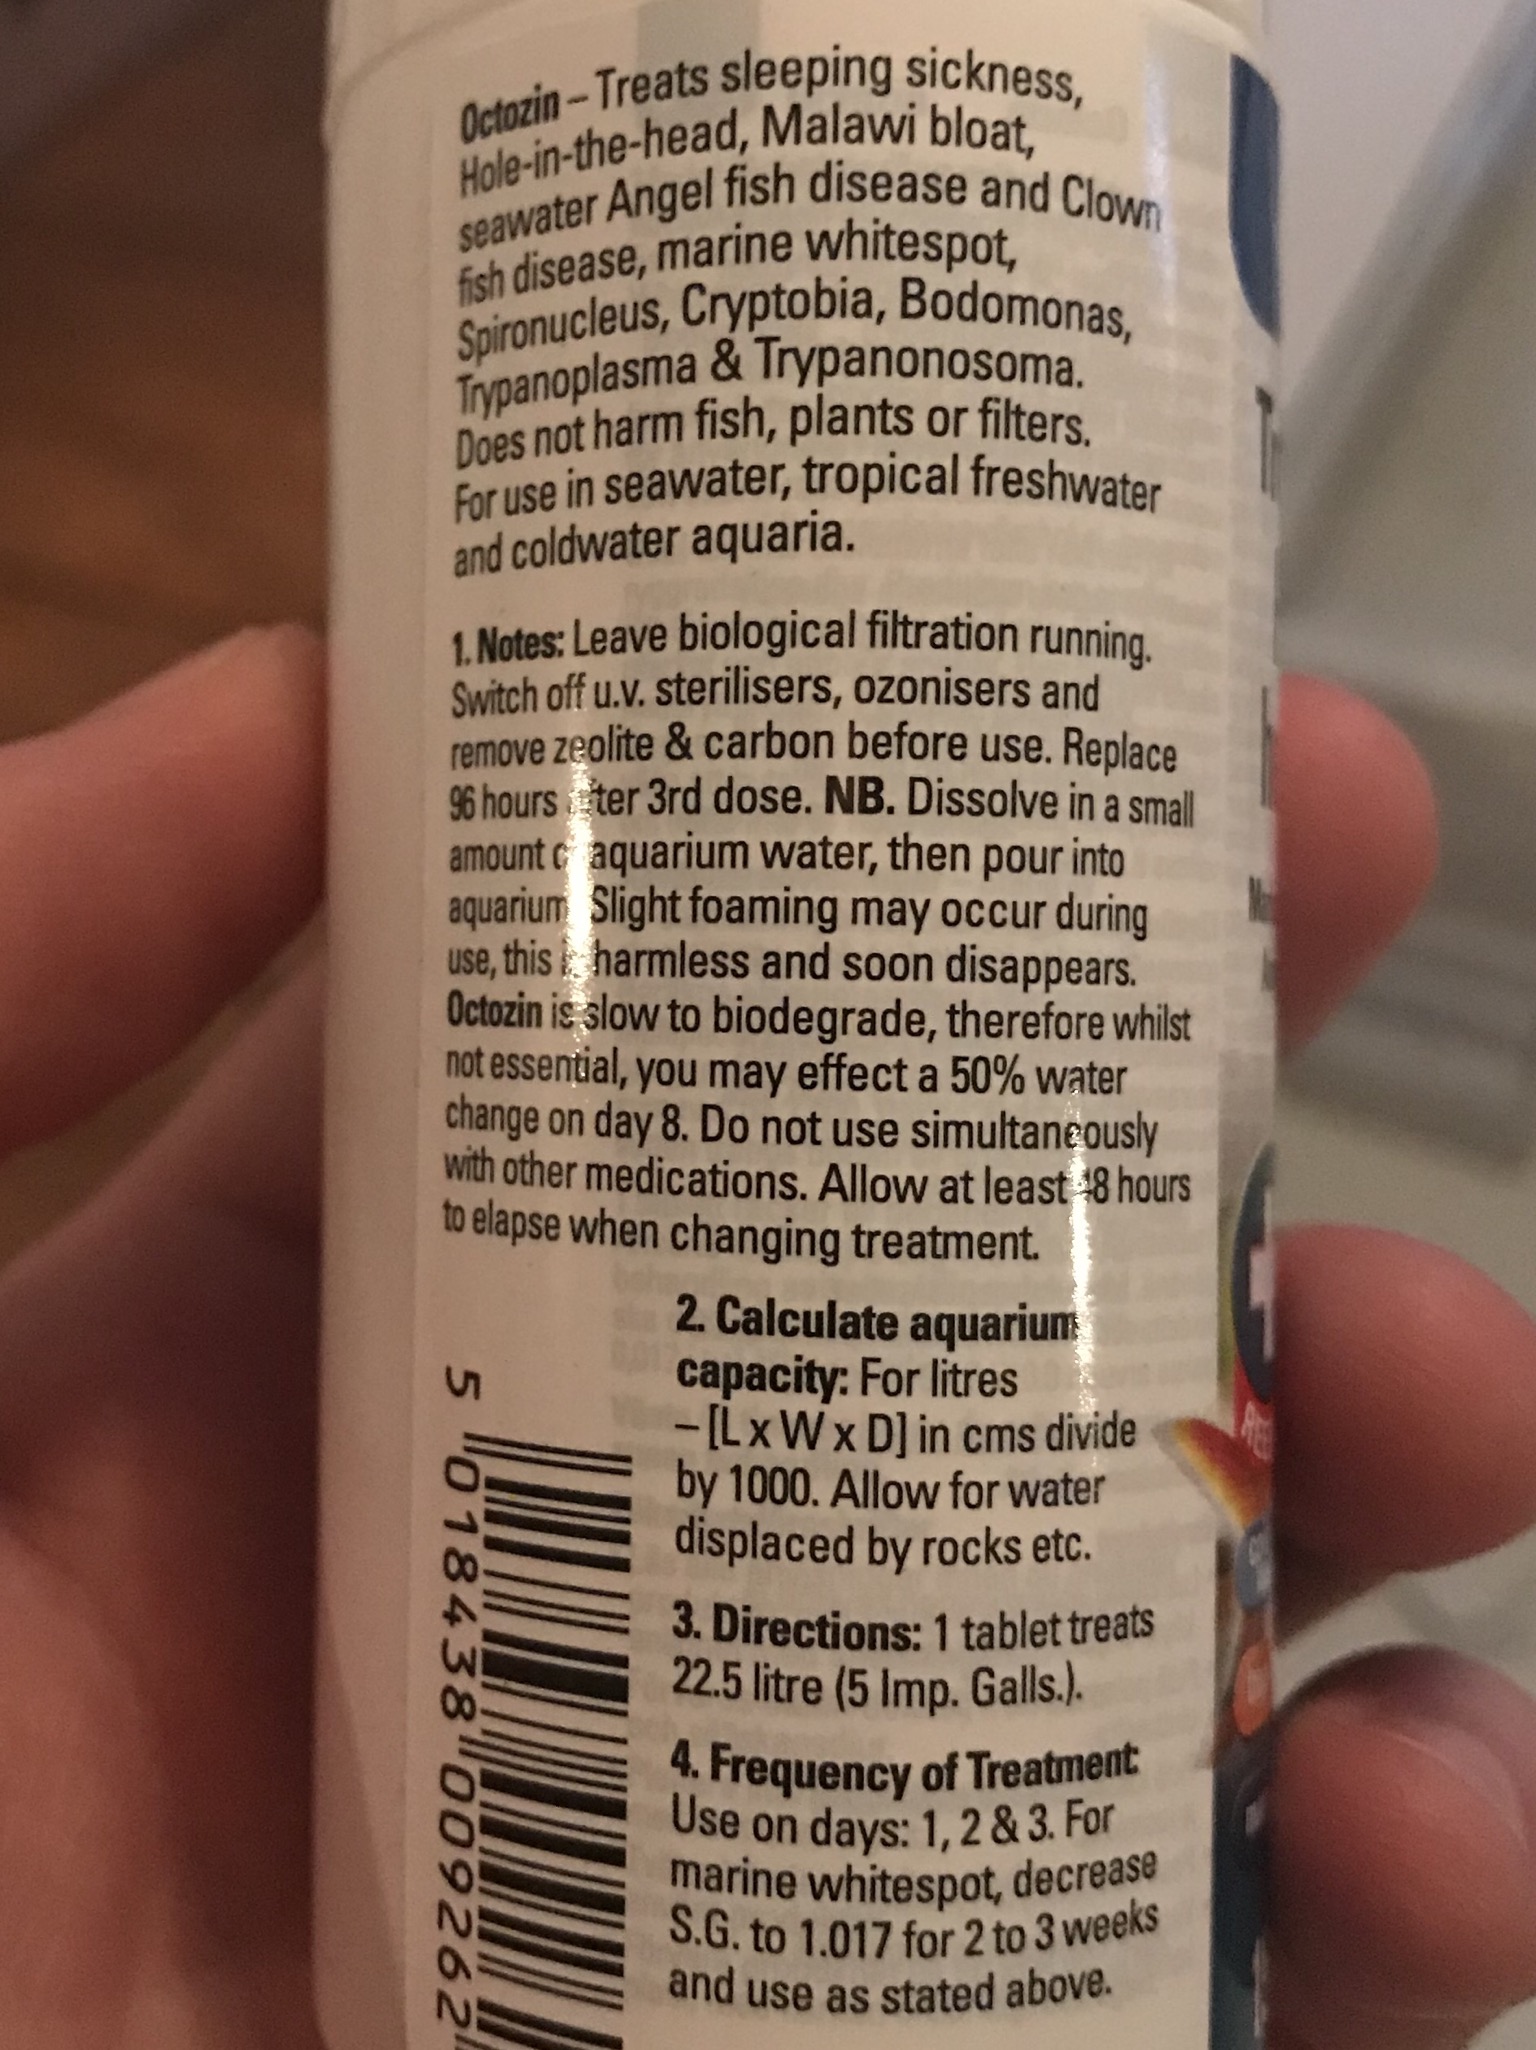 Octozin – Treats sleeping sickness,
Hole-in-the-head, Malawi bloat,
seawater Angel fish disease and Clown
fish disease, marine whitespot,
Spironucleus, Cryptobia, Bodomonas,
Trypanoplasma & Trypanonosoma.
Does not harm fish, plants or filters.
For use in seawater, tropical freshwater
and coldwater aquaria.
1. Notes: Leave biological filtration running.
Switch off u.v. sterilisers, ozonisers and
remove zeolite & carbon before use. Replace
96 hours after 3rd dose. NB. Dissolve in a small
amount of aquarium water, then pour into
aquarium. Slight foaming may occur during
use, this is harmless and soon disappears.
Octozin is slow to biodegrade, therefore whilst
not essential, you may effect a 50% water
change on day 8. Do not use simultaneously
with other medications. Allow at least 48 hours
to elapse when changing treatment.
2. Calculate aquarium
capacity: For litres
– [L x W x D] in cms divide
by 1000. Allow for water
displaced by rocks etc.
3. Directions: 1 tablet treats
22.5 litre (5 Imp. Galls.).
4. Frequency of Treatment:
Use on days: 1, 2 & 3. For
marine whitespot, decrease
S.G. to 1.017 for 2 to 3 weeks
and use as stated above.
5 018438 009262